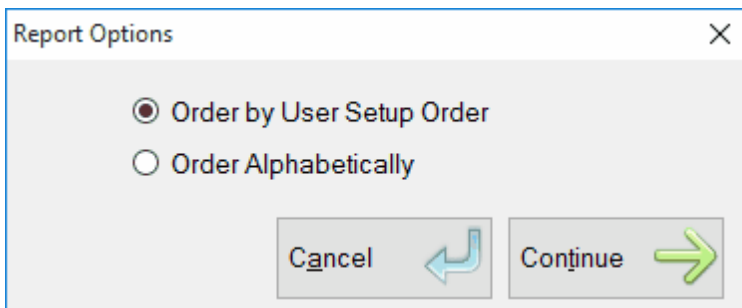 Report Options
Order by User Setup Order
Order Alphabetically
Cancel
Continue